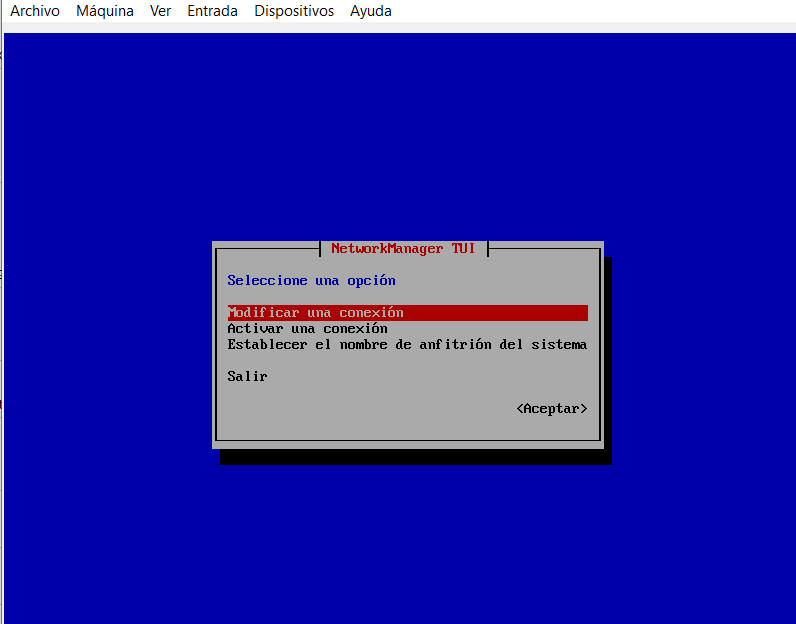 Archivo Máquina Ver Entrada Dispositivos Ayuda
NetworkManager TUI
Seleccione una opción
Modificar una conexión
Activar una conexión
Establecer el nombre de anfitrión del sistema
Salir
<Aceptar>